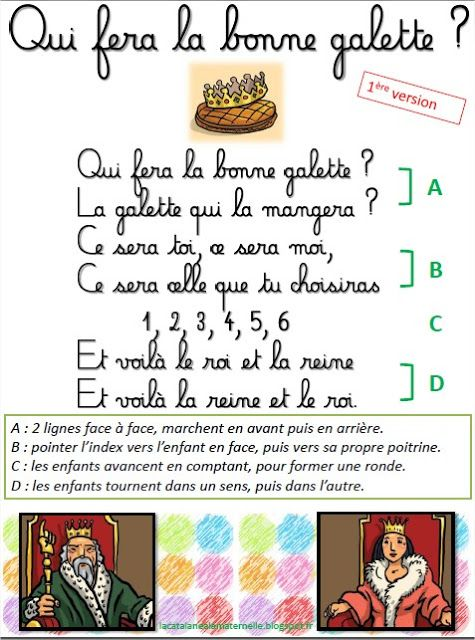 Qui fera la bonne galette ?
1ère version
Qui fera la bonne galette ?
La galette qui la mangera ?
A
Ce sera toi, ce sera moi,
Ce sera celle que tu choisiras
B
1, 2, 3, 4, 5, 6
C
Et voilà le roi et la reine
Et voilà la reine et le roi.
D
A : 2 lignes face à face, marchent en avant puis en arrière.
B : pointer l'index vers l'enfant en face, puis vers sa propre poitrine.
C : les enfants avancent en comptant, pour former une ronde.
D : les enfants tournent dans un sens, puis dans l'autre.
lacatalanealamaternelle.blogspot.fr